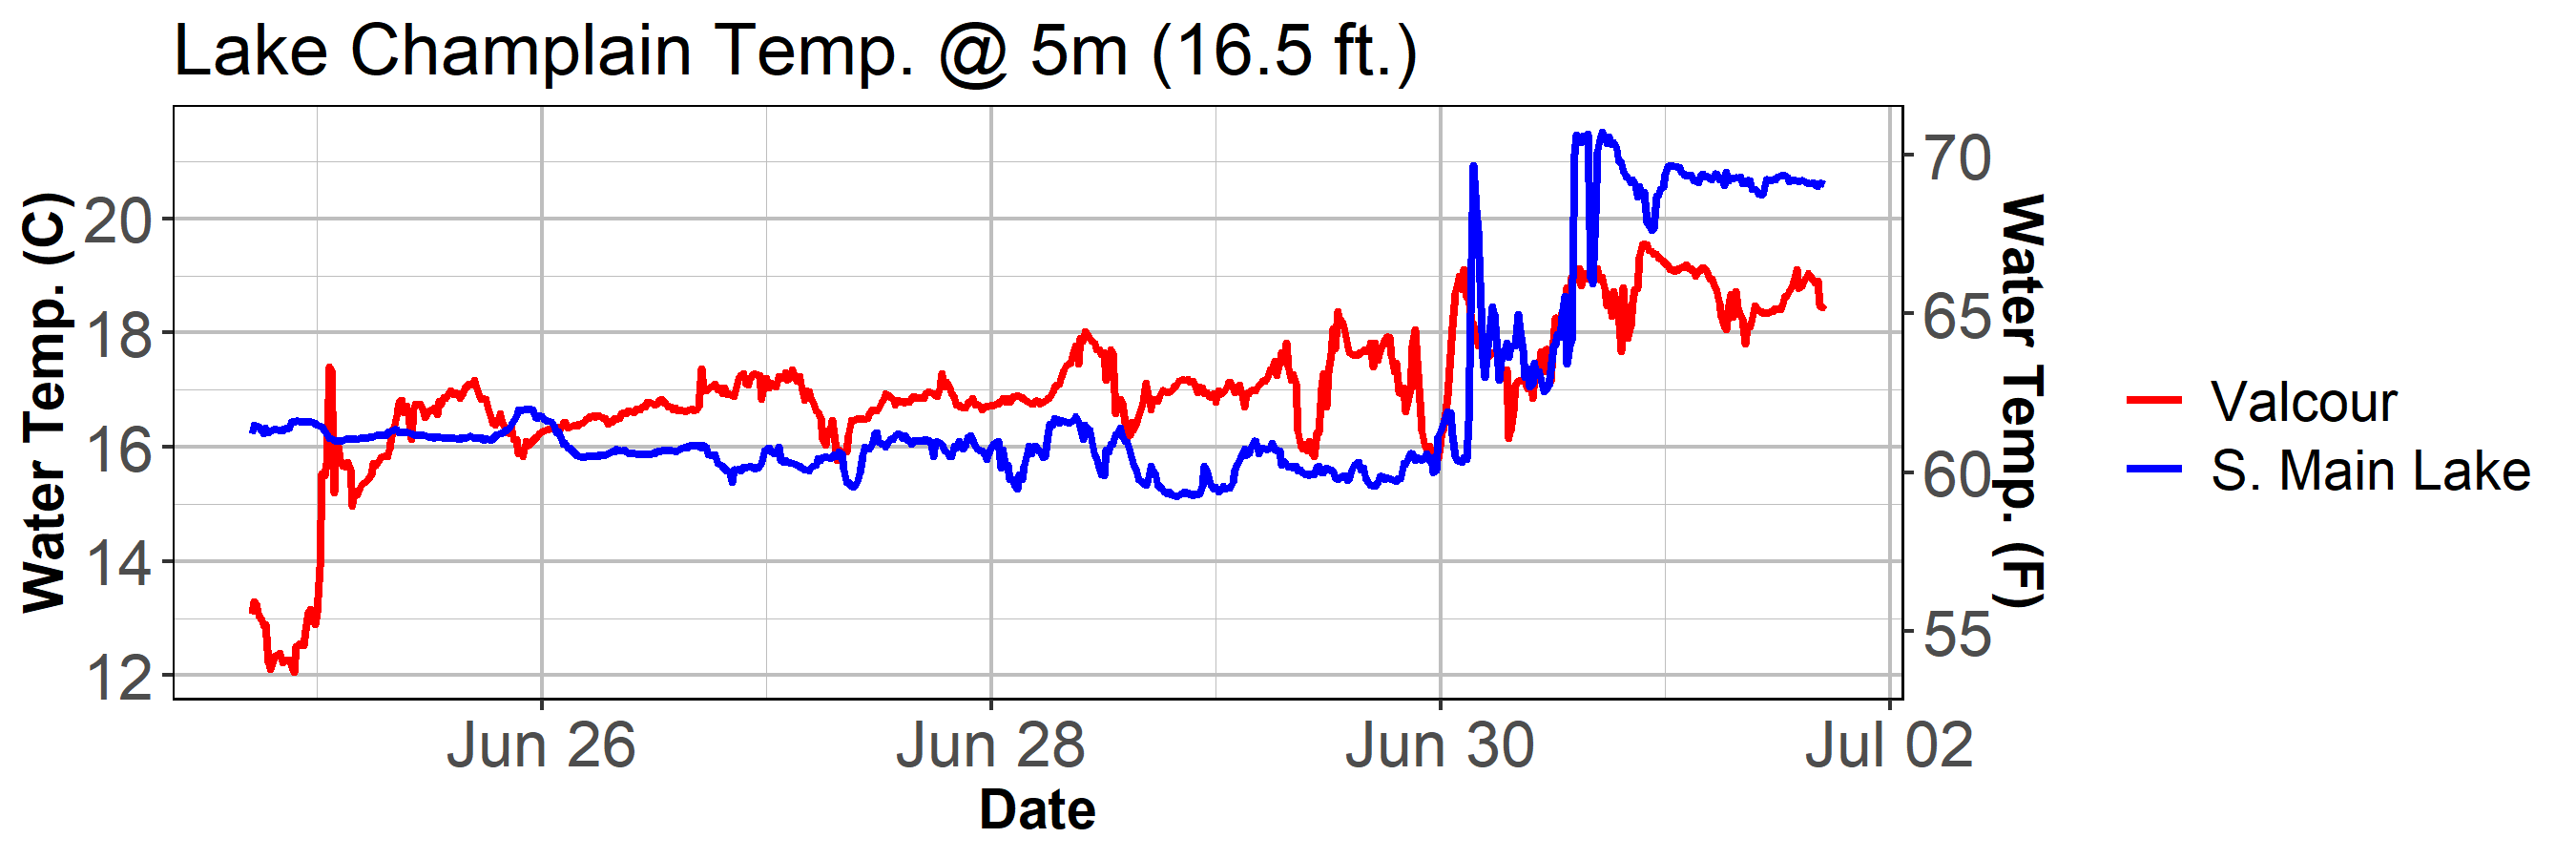 Lake Champlain Temp. @ 5m (16.5 ft.)
Water Temp. (C)
20
18
16
14
12
70
65
60
55
Water Temp. (F)
Jun 26
Jun 28
Jun 30
Jul 02
Date
Valcour
S. Main Lake